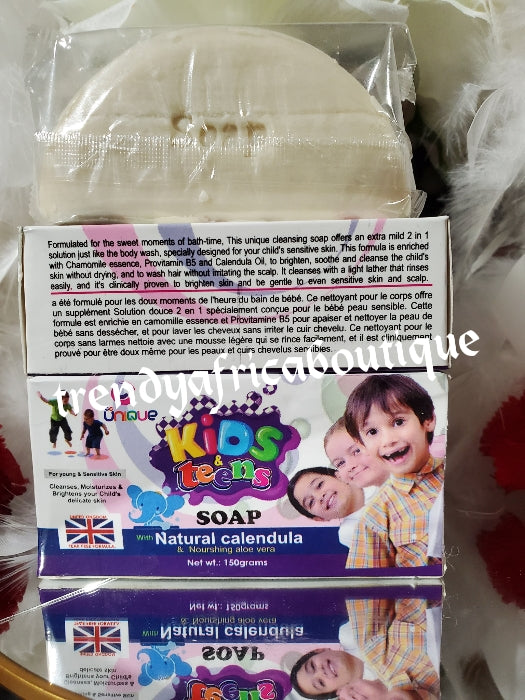 Soap
Formulated for the sweet moments of bath-time, This unique cleansing soap offers an extra mild 2 in 1
solution just like the body wash, specially designed for your child's sensitive skin. This formula is enriched
with Chamomile essence, Provitamin B5 and Calendula Oil, to brighten, soothe and cleanse the child's
skin without drying, and to wash hair without irritating the scalp. It cleanses with a light lather that rinses
easily, and it's clinically proven to brighten skin and be gentle to even sensitive skin and scalp.
a été formulé pour les doux moments de l'heure du bain de bébé. Ce nettoyant pour le corps offre
un supplément Solution douce 2 en 1 spécialement conçue pour le bébé peau sensible. Cette
formule est enrichie en camomille essence et Pitovitamine B5 pour apaiser et nettoyer la peau de
bébé sans dessécher, et pour laver les cheveux sans irriter le cuir chevelu. Ce nettoyant pour le
corps sans larmes nettoie avec une mousse légère qui se rince facilement, et il est cliniquement
prouvé pour être doux même pour les peaux et cuirs chevelus sensibles.
trendyafricaboutique
UNIQUE
KiDS
& teens
For young & Sensitive Skin
Cleanses, Moisturizes &
Brightens your Child's
delicate skin
SOAP
UNITED KINGDOM
TEAR FREE FORMULA
With Natural calendula
& Nourshing aloe vera
Net wt.: 150grams